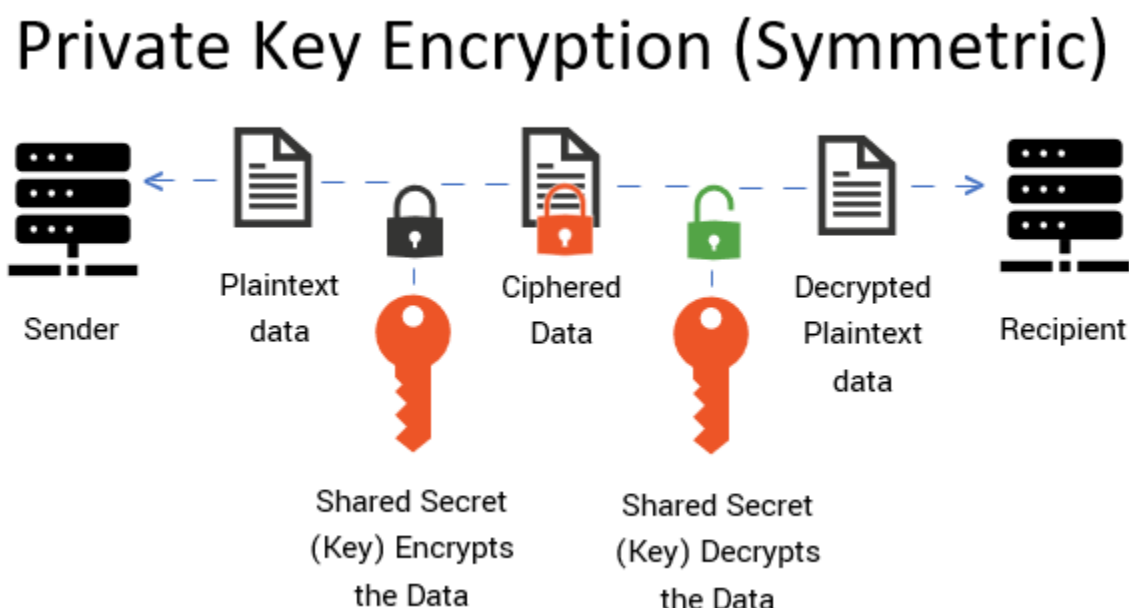 Private Key Encryption (Symmetric)
Sender
Plaintext
data
Ciphered
Data
Decrypted
Plaintext
data
Recipient
Shared Secret
(Key) Encrypts
the Data
Shared Secret
(Key) Decrypts
the Data